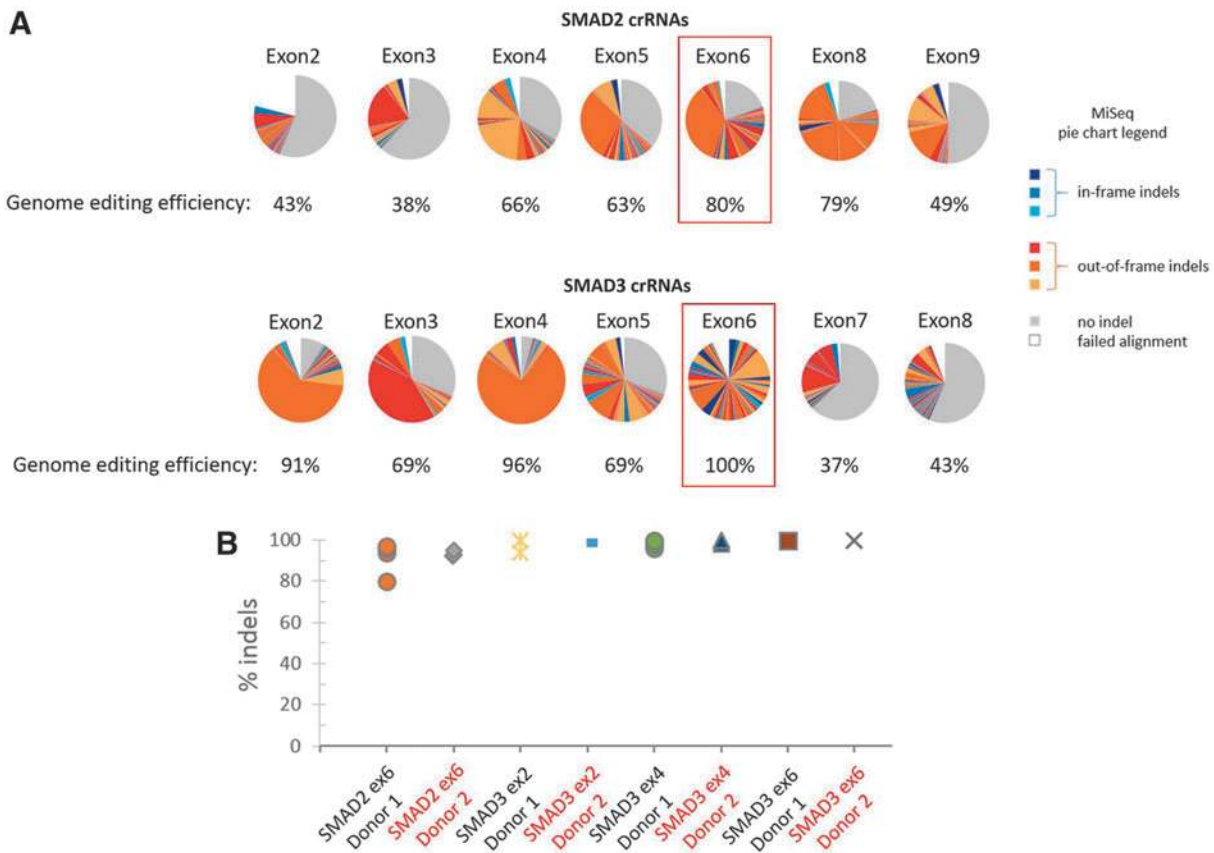 A
SMAD2 crRNAs
Exon2 Exon3 Exon4 Exon5 Exon6 Exon8 Exon9
Genome editing efficiency: 43% 38% 66% 63% 80% 79% 49%
MiSeq
pie chart legend
in-frame indels
out-of-frame indels
no indel
failed alignment
SMAD3 crRNAs
Exon2 Exon3 Exon4 Exon5 Exon6 Exon7 Exon8
Genome editing efficiency: 91% 69% 96% 69% 100% 37% 43%
B
% indels
100
80
60
40
20
0
SMAD2 ex6
Donor 1
SMAD2 ex6
Donor 2
SMAD3 ex2
Donor 1
SMAD3 ex2
Donor 2
SMAD3 ex4
Donor 1
SMAD3 ex4
Donor 2
SMAD3 ex6
Donor 1
SMAD3 ex6
Donor 2